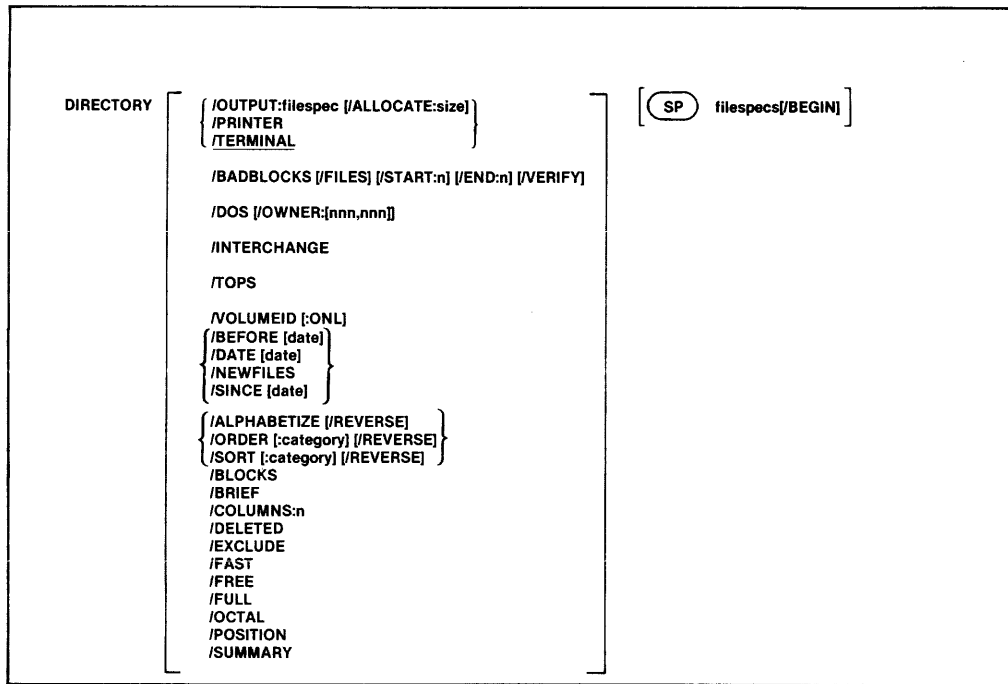 DIRECTORY
/OUTPUT:filespec [/ALLOCATE:size]
/PRINTER
/TERMINAL
/BADBLOCKS [/FILES] [/START:n] [/END:n] [/VERIFY]
/DOS [/OWNER:[nnn,nnn]]
/INTERCHANGE
/TOPS
/VOLUMEID [:ONL]
/BEFORE [date]
/DATE [date]
/NEWFILES
/SINCE [date]
/ALPHABETIZE [/REVERSE]
/ORDER [:category] [/REVERSE]
/SORT [:category] [/REVERSE]
/BLOCKS
/BRIEF
/COLUMNS:n
/DELETED
/EXCLUDE
/FAST
/FREE
/FULL
/OCTAL
/POSITION
/SUMMARY
[SP filespecs[/BEGIN]]